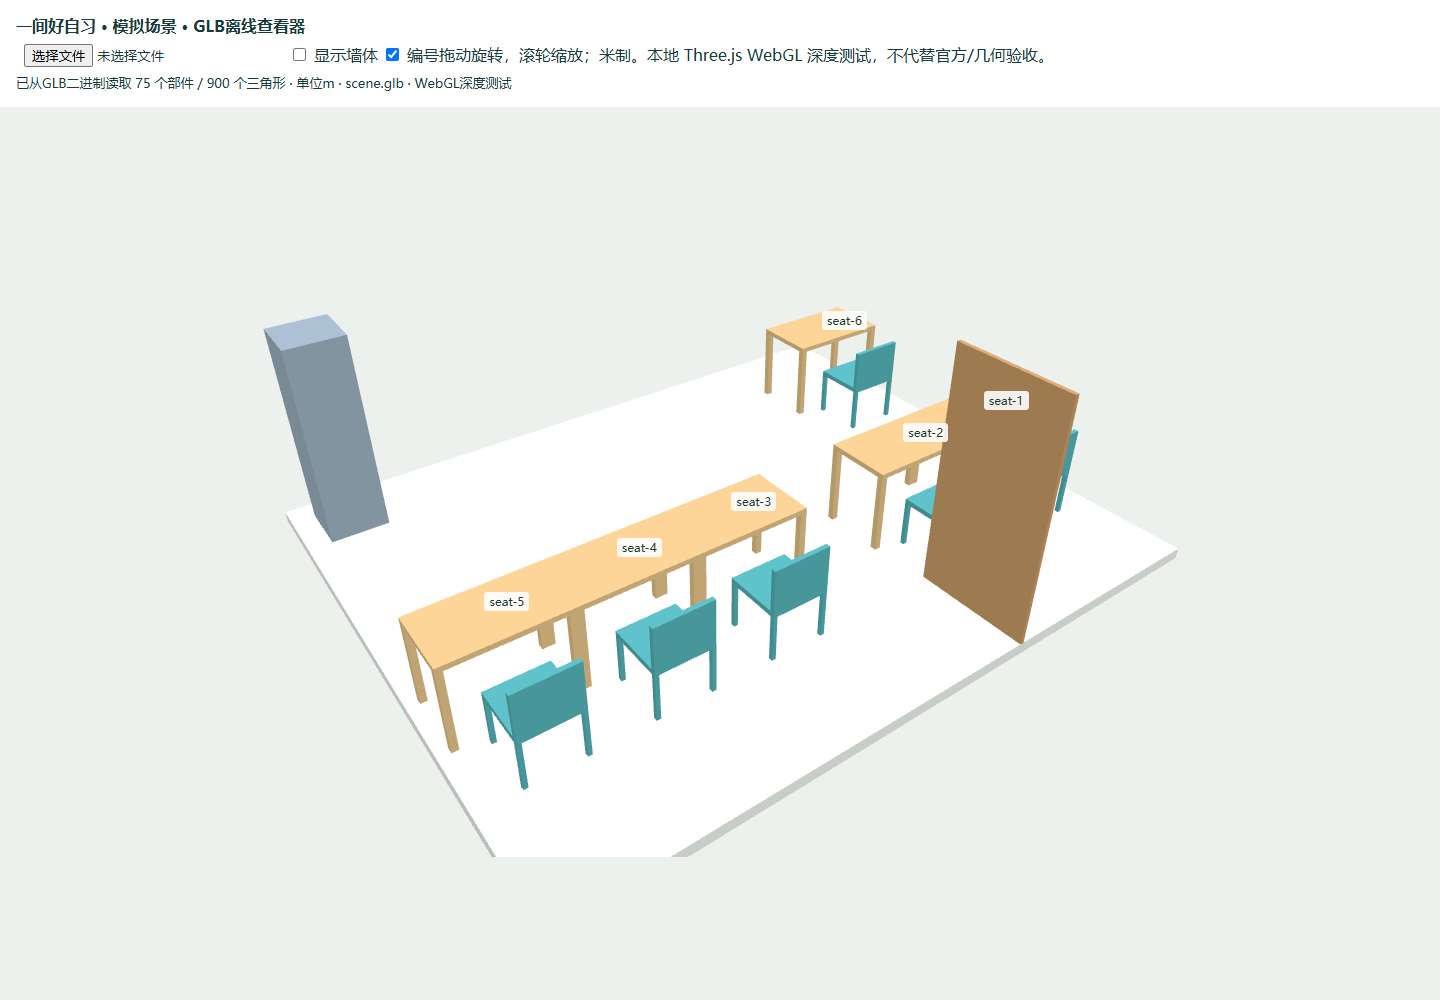 一间好自习 • 模拟场景 • GLB离线查看器
选择文件 未选择文件 显示墙体 编号拖动旋转，滚轮缩放；米制。本地 Three.js WebGL 深度测试，不代替官方/几何验收。
已从GLB二进制读取 75 个部件 / 900 个三角形 · 单位m · scene.glb · WebGL深度测试
seat-6
seat-1
seat-2
seat-3
seat-4
seat-5